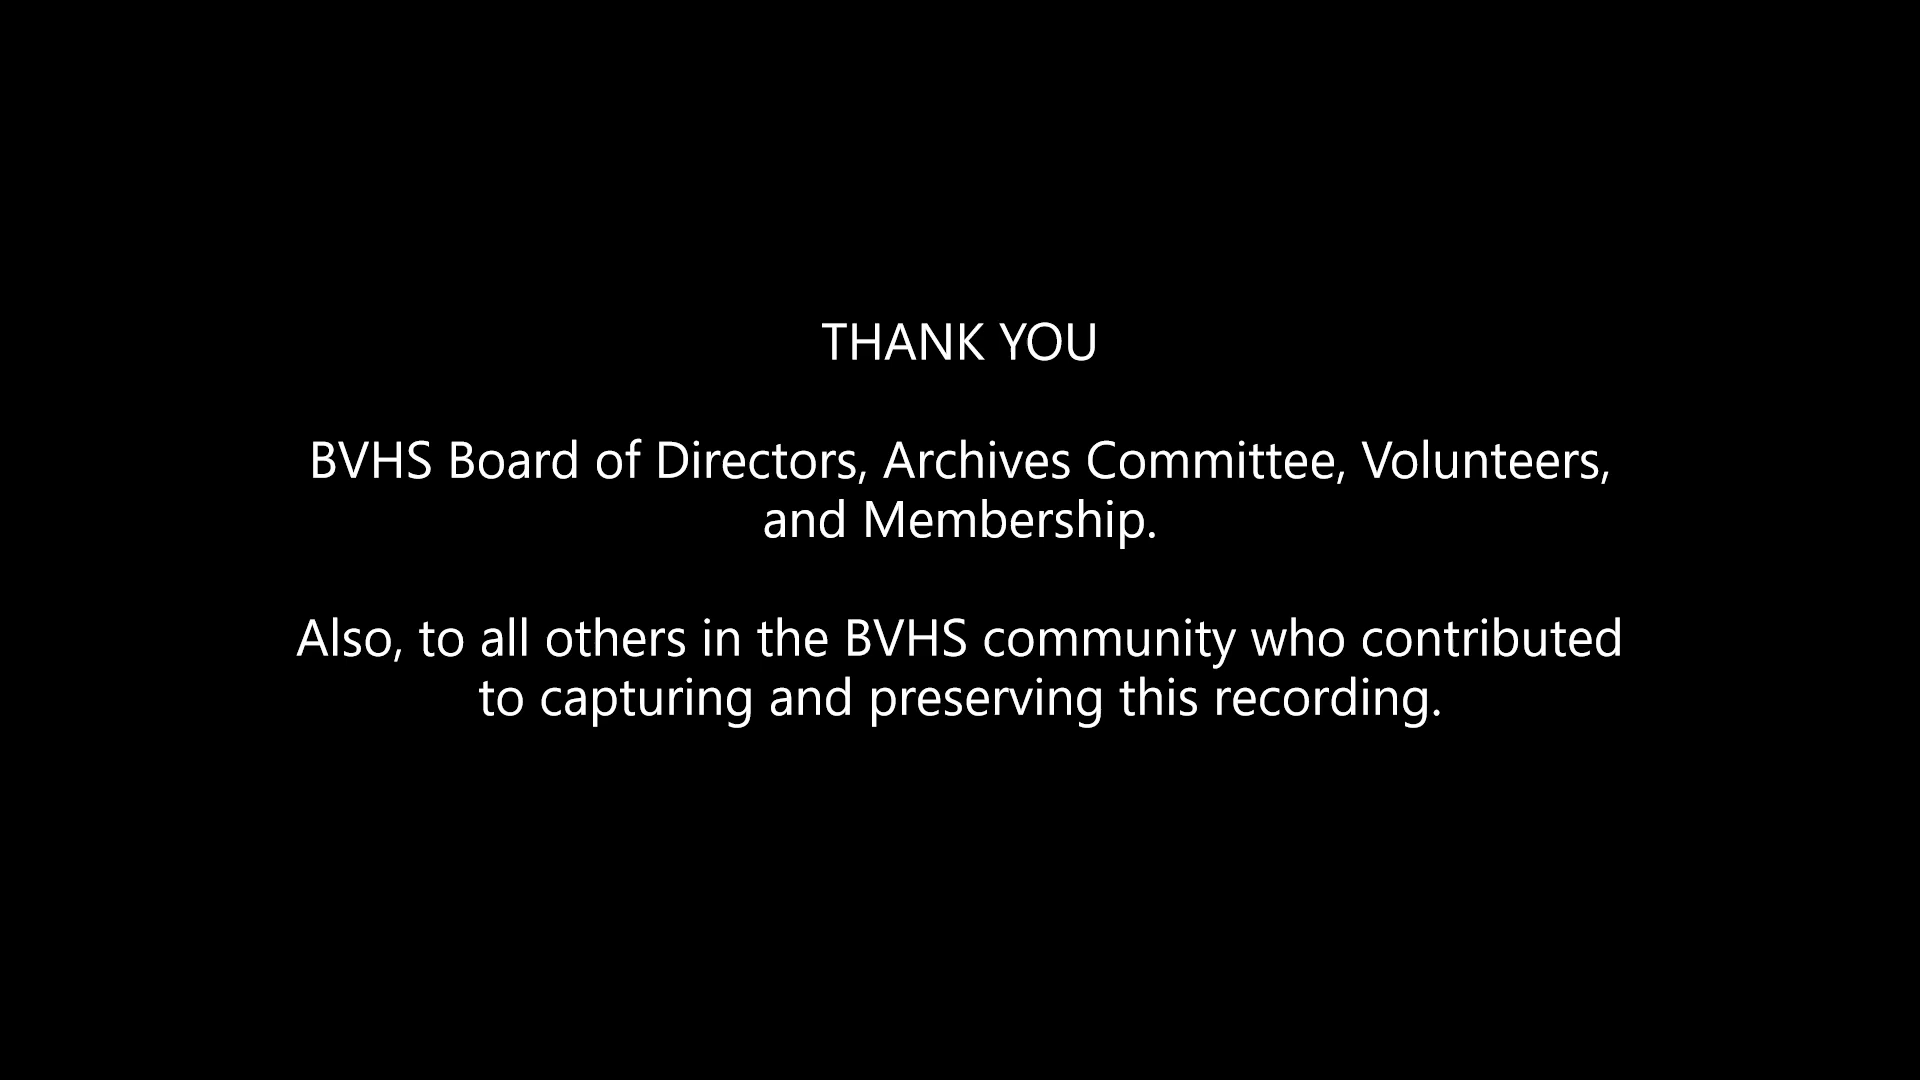 THANK YOU
BVHS Board of Directors, Archives Committee, Volunteers,
and Membership.
Also, to all others in the BVHS community who contributed
to capturing and preserving this recording.